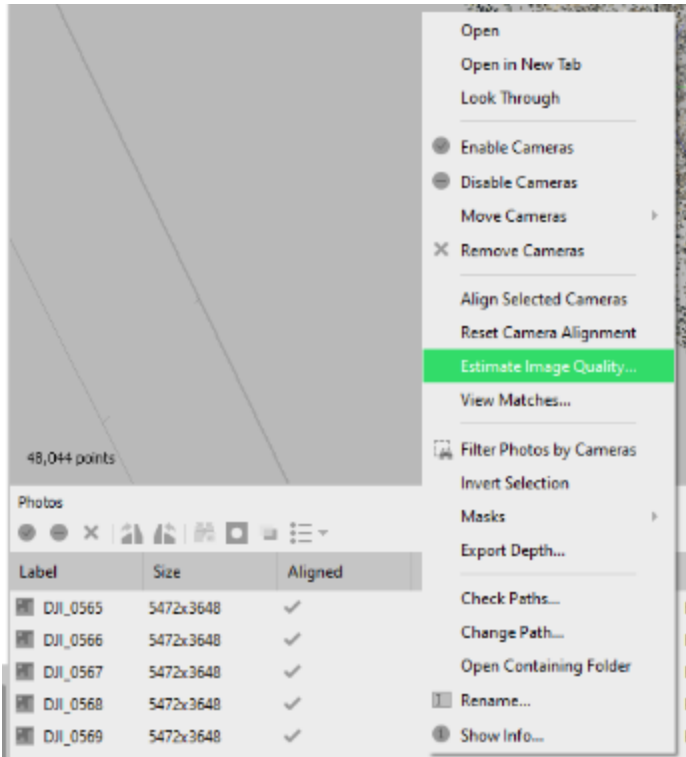 Open
Open in New Tab
Look Through
Enable Cameras
Disable Cameras
Move Cameras
Remove Cameras
Align Selected Cameras
Reset Camera Alignment
Estimate Image Quality...
View Matches...
Filter Photos by Cameras
Invert Selection
Masks
Export Depth...
Check Paths...
Change Path...
Open Containing Folder
Rename...
Show Info...
48,044 points
Photos
Label Size Aligned
DJI_0565 5472x3648
DJI_0566 5472x3648
DJI_0567 5472x3648
DJI_0568 5472x3648
DJI_0569 5472x3648